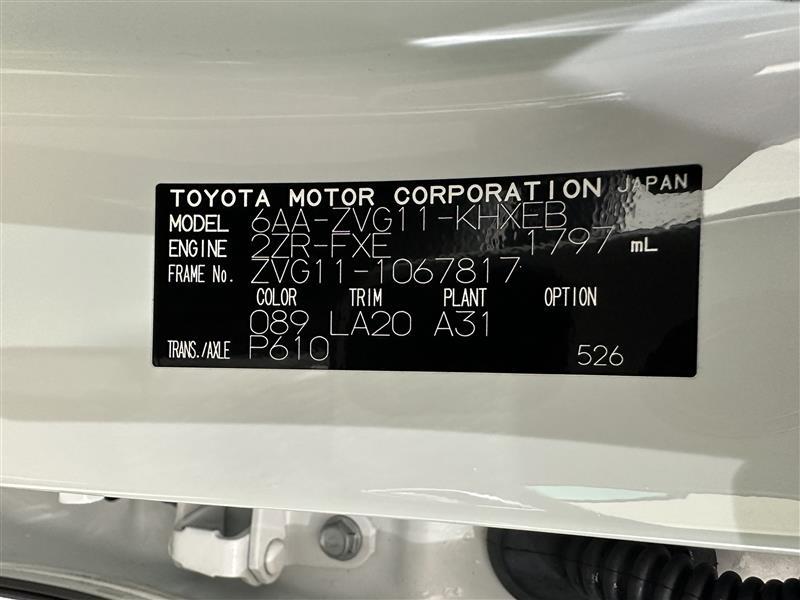 TOYOTA MOTOR CORPORATION JAPAN
MODEL 6AA-ZVG11-KHXEB
ENGINE 2ZR-FXE 1797 mL
FRAME No. ZVG11-1067817
COLOR TRIM PLANT OPTION
089 LA20 A31
TRANS./AXLE P610 526